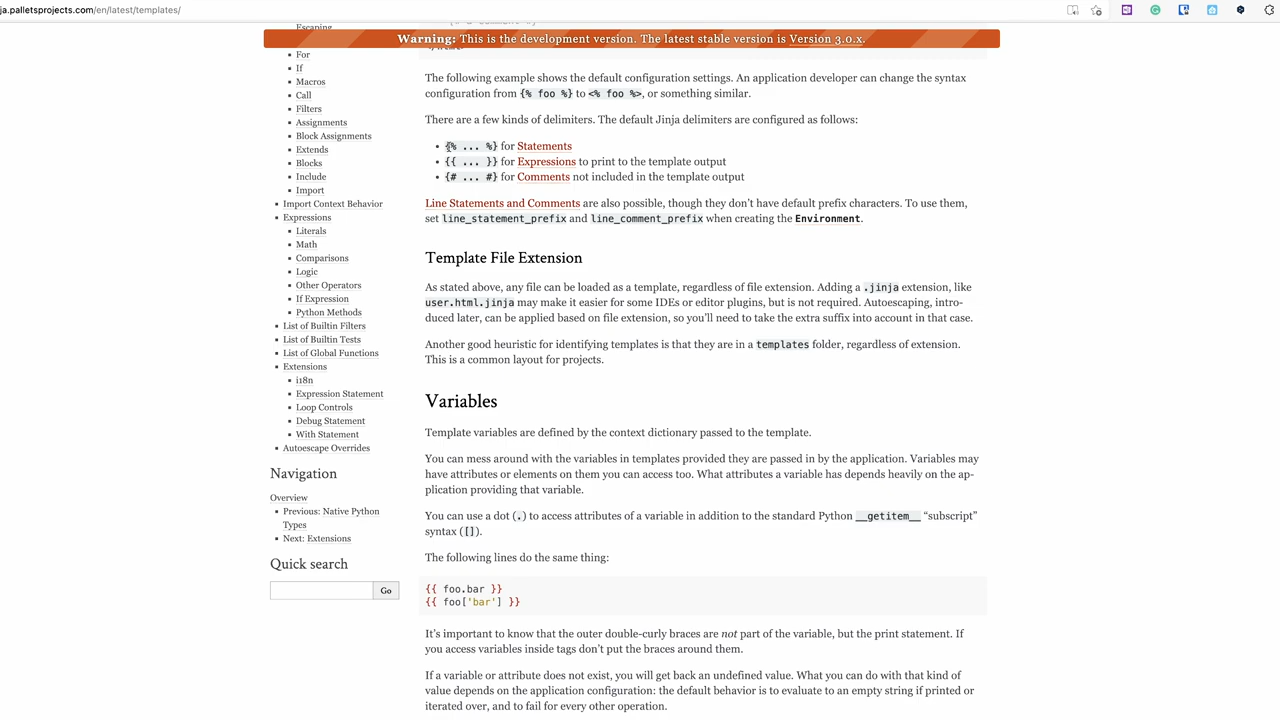 ja.palletsprojects.com/en/latest/templates/
Escaping
Warning: This is the development version. The latest stable version is Version 3.0.x.
For
If
Macros
Call
Filters
Assignments
Block Assignments
Extends
Blocks
Include
Import
Import Context Behavior
Expressions
Literals
Math
Comparisons
Logic
Other Operators
If Expression
Python Methods
List of Builtin Filters
List of Builtin Tests
List of Global Functions
Extensions
i18n
Expression Statement
Loop Controls
Debug Statement
With Statement
Autoescape Overrides
Navigation
Overview
Previous: Native Python
Types
Next: Extensions
Quick search
Go
The following example shows the default configuration settings. An application developer can change the syntax
configuration from {% foo %} to <% foo %>, or something similar.
There are a few kinds of delimiters. The default Jinja delimiters are configured as follows:
{% ... %} for Statements
{{ ... }} for Expressions to print to the template output
{# ... #} for Comments not included in the template output
Line Statements and Comments are also possible, though they don't have default prefix characters. To use them,
set line_statement_prefix and line_comment_prefix when creating the Environment.
Template File Extension
As stated above, any file can be loaded as a template, regardless of file extension. Adding a .jinja extension, like
user.html.jinja may make it easier for some IDEs or editor plugins, but is not required. Autoescaping, intro-
duced later, can be applied based on file extension, so you'll need to take the extra suffix into account in that case.
Another good heuristic for identifying templates is that they are in a templates folder, regardless of extension.
This is a common layout for projects.
Variables
Template variables are defined by the context dictionary passed to the template.
You can mess around with the variables in templates provided they are passed in by the application. Variables may
have attributes or elements on them you can access too. What attributes a variable has depends heavily on the ap-
plication providing that variable.
You can use a dot (.) to access attributes of a variable in addition to the standard Python __getitem__ “subscript”
syntax ([]).
The following lines do the same thing:
{{ foo.bar }}
{{ foo['bar'] }}
It's important to know that the outer double-curly braces are not part of the variable, but the print statement. If
you access variables inside tags don't put the braces around them.
If a variable or attribute does not exist, you will get back an undefined value. What you can do with that kind of
value depends on the application configuration: the default behavior is to evaluate to an empty string if printed or
iterated over, and to fail for every other operation.